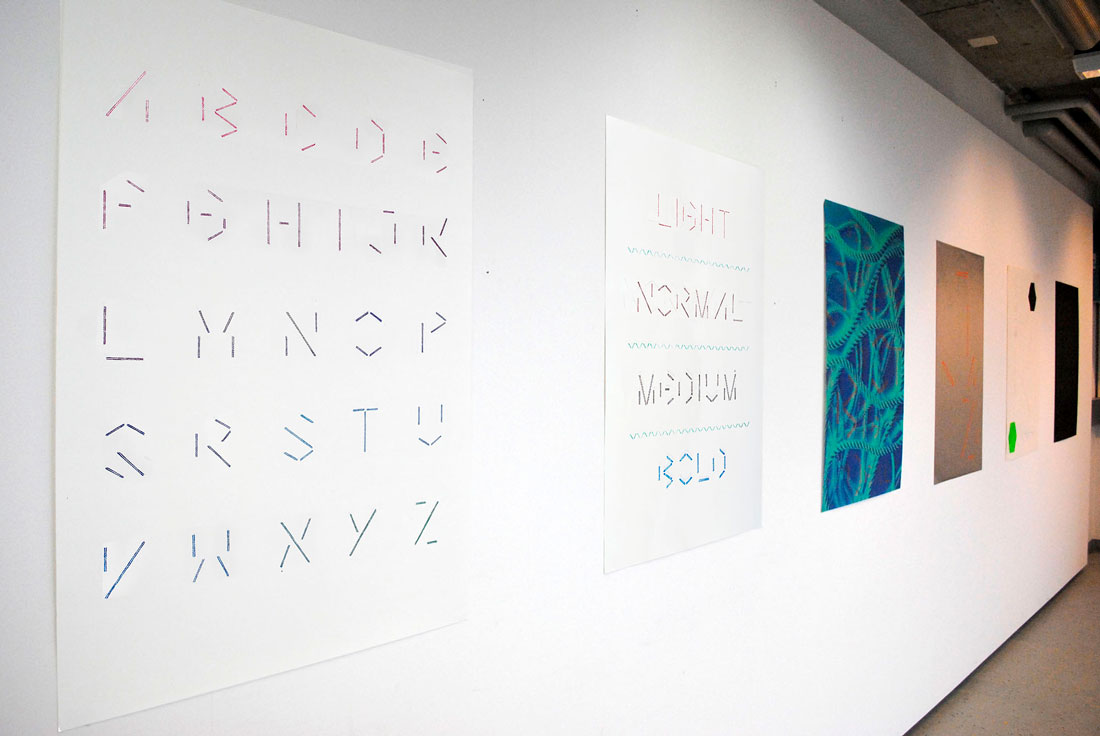 A B C D E
F G H I J K
L M N O P
Q R S T U
V W X Y Z
LIGHT
NORMAL
MEDIUM
BOLD